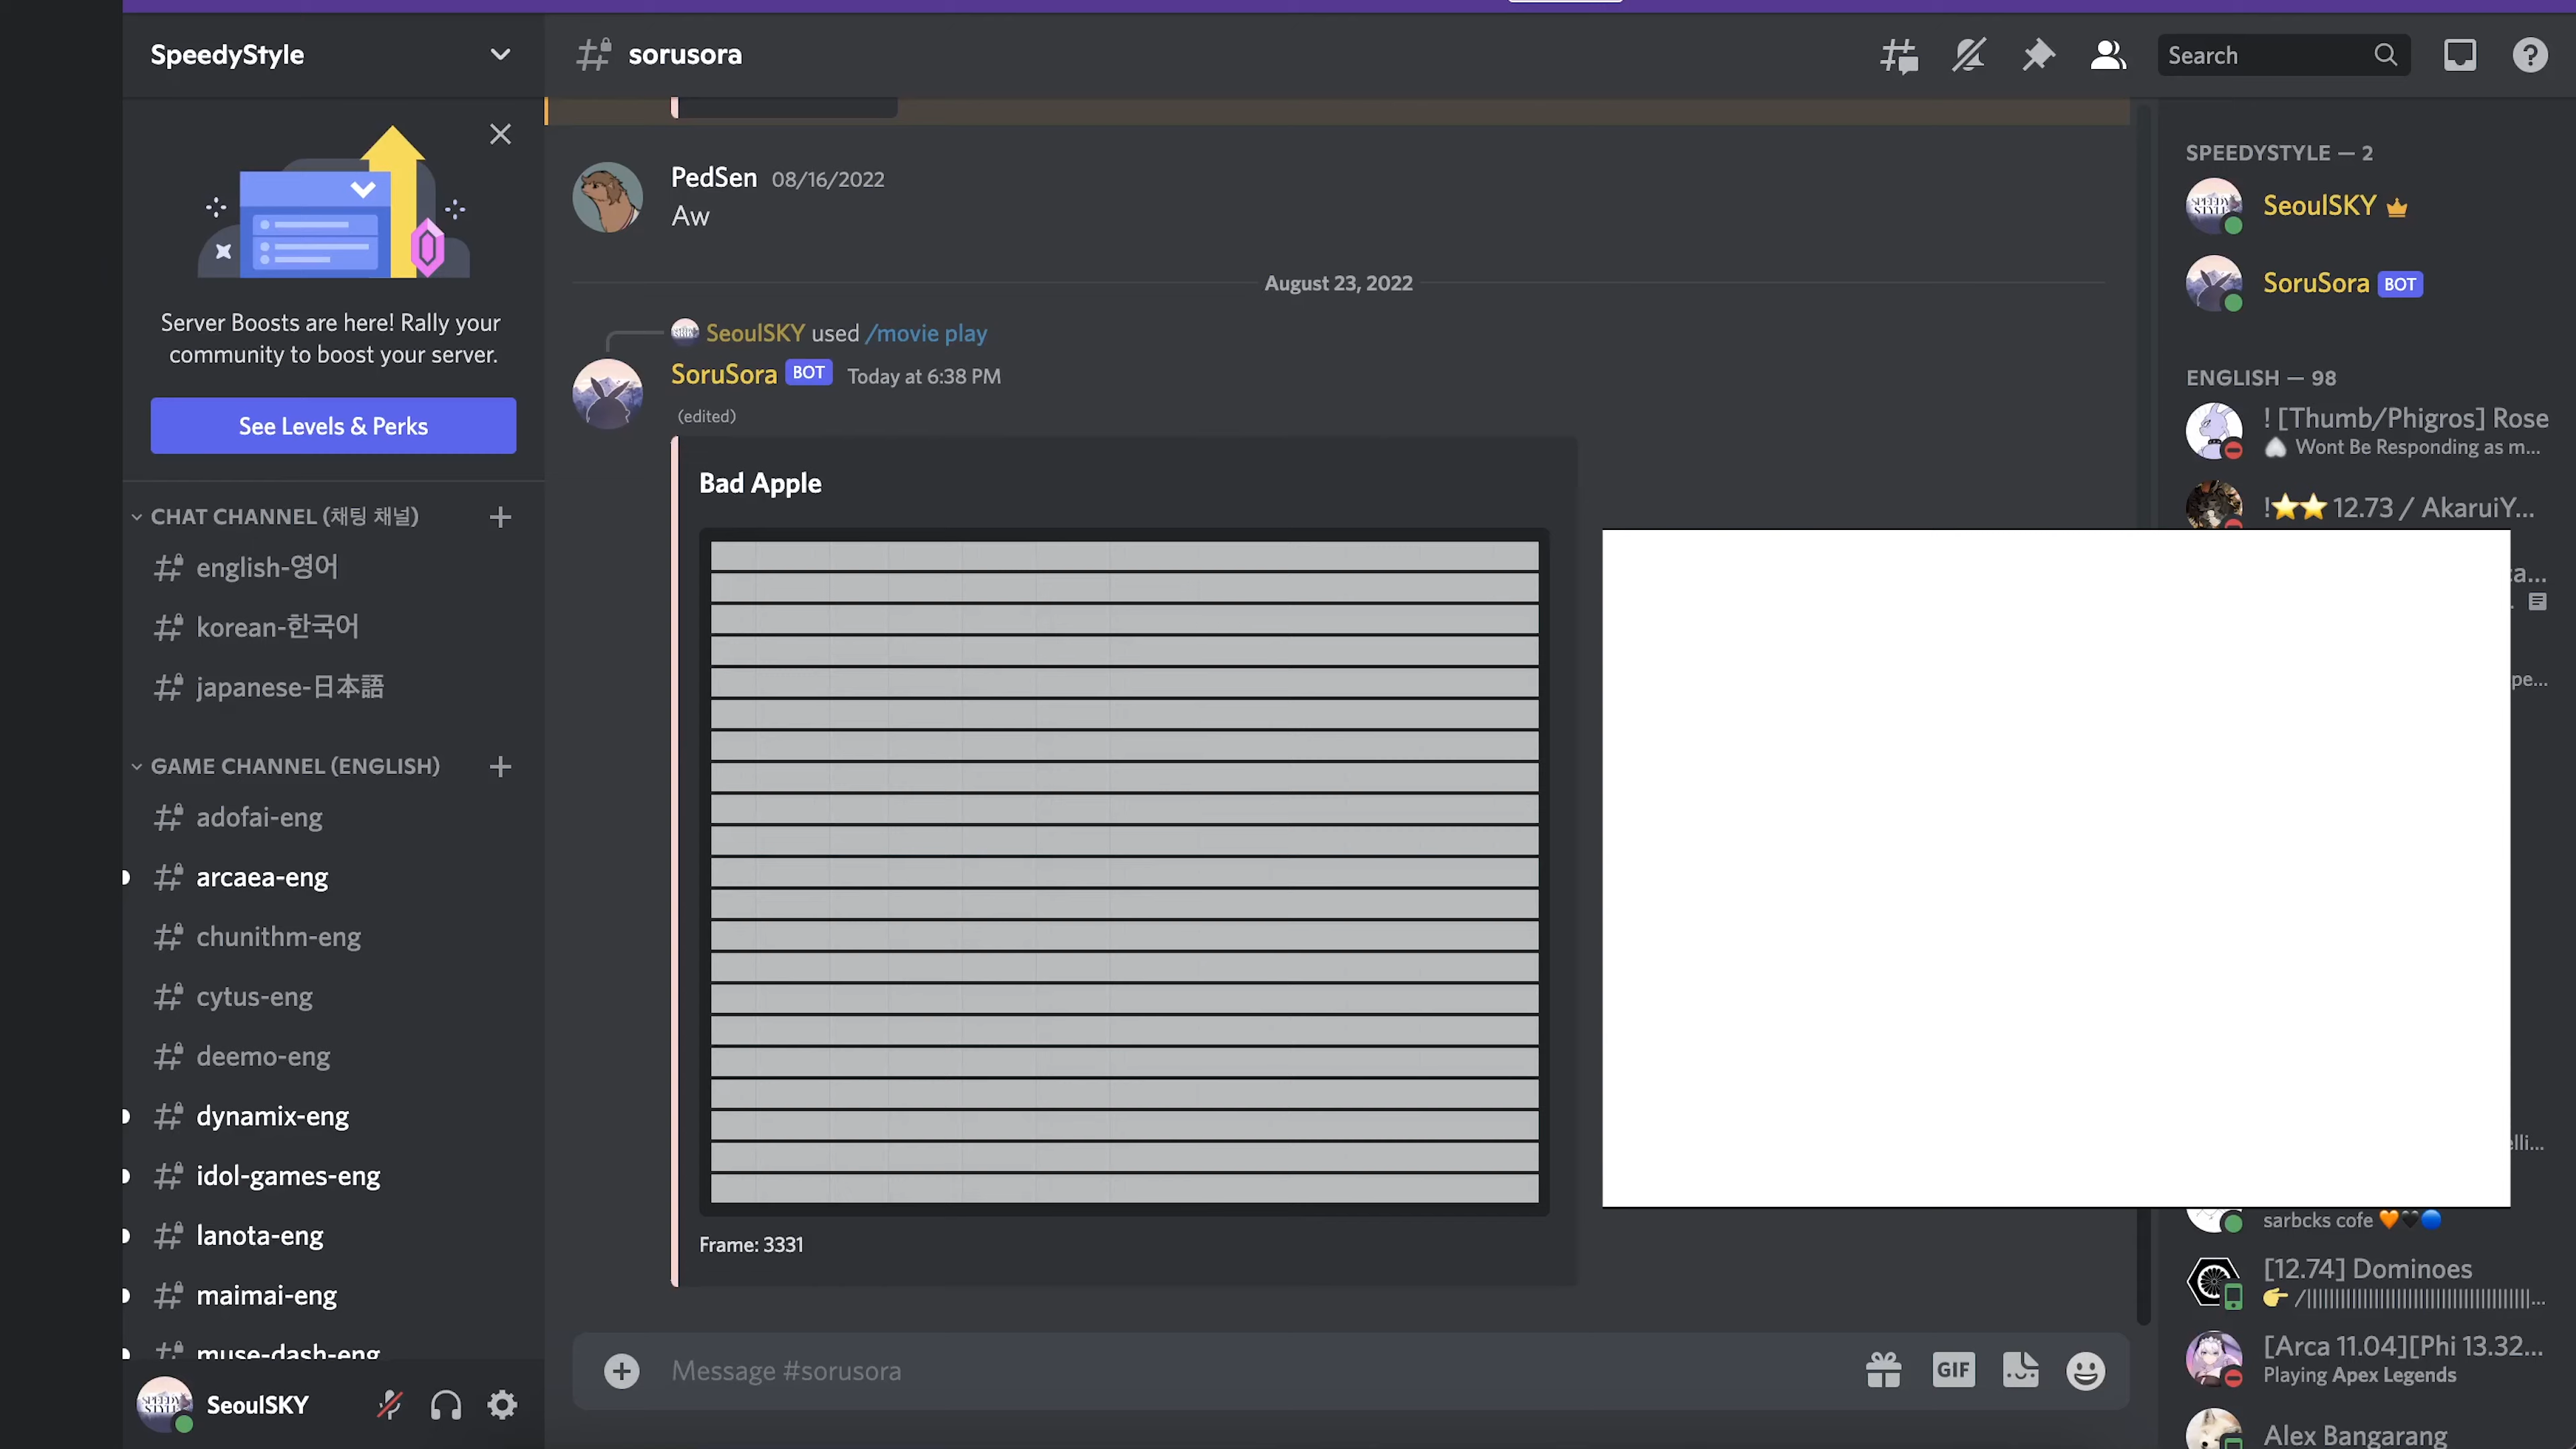 SpeedyStyle
sorusora
Search
Server Boosts are here! Rally your
community to boost your server.
See Levels & Perks
CHAT CHANNEL (채팅 채널)
english-영어
korean-한국어
japanese-日本語
GAME CHANNEL (ENGLISH)
adofai-eng
arcaea-eng
chunithm-eng
cytus-eng
deemo-eng
dynamix-eng
idol-games-eng
lanota-eng
maimai-eng
muse-dash-eng
SeoulSKY
PedSen 08/16/2022
Aw
August 23, 2022
SeoulSKY used /movie play
SoruSora BOT Today at 6:38 PM
(edited)
Bad Apple
Frame: 3331
Message #sorusora
GIF
SPEEDYSTYLE — 2
SeoulSKY
SoruSora BOT
ENGLISH — 98
! [Thumb/Phigros] Rose
Wont Be Responding as m...
!⭐⭐ 12.73 / AkaruiY...
sarbcks cofe 🧡🖤🔵
[12.74] Dominoes
[Arca 11.04][Phi 13.32...
Playing Apex Legends
Alex Bangarang